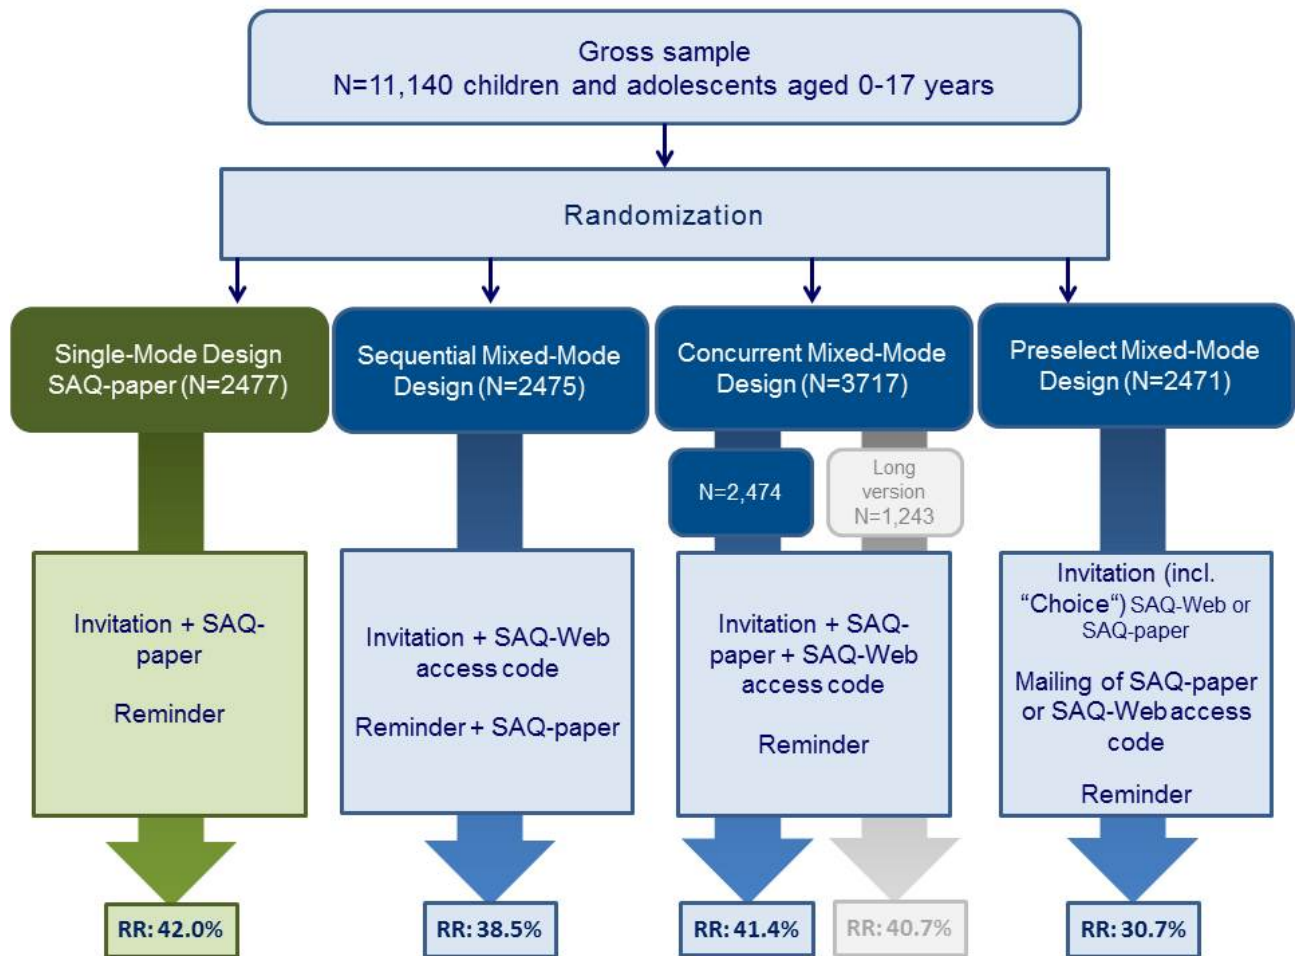 Gross sample
N=11,140 children and adolescents aged 0-17 years
Randomization
Single-Mode Design
SAQ-paper (N=2477)
Sequential Mixed-Mode
Design (N=2475)
Concurrent Mixed-Mode
Design (N=3717)
Preselect Mixed-Mode
Design (N=2471)
N=2,474
Long
version
N=1,243
Invitation + SAQ-
paper
Reminder
Invitation + SAQ-Web
access code
Reminder + SAQ-paper
Invitation + SAQ-
paper + SAQ-Web
access code
Reminder
Invitation (incl.
“Choice“) SAQ-Web or
SAQ-paper
Mailing of SAQ-paper
or SAQ-Web access
code
Reminder
RR: 42.0%
RR: 38.5%
RR: 41.4%
RR: 40.7%
RR: 30.7%